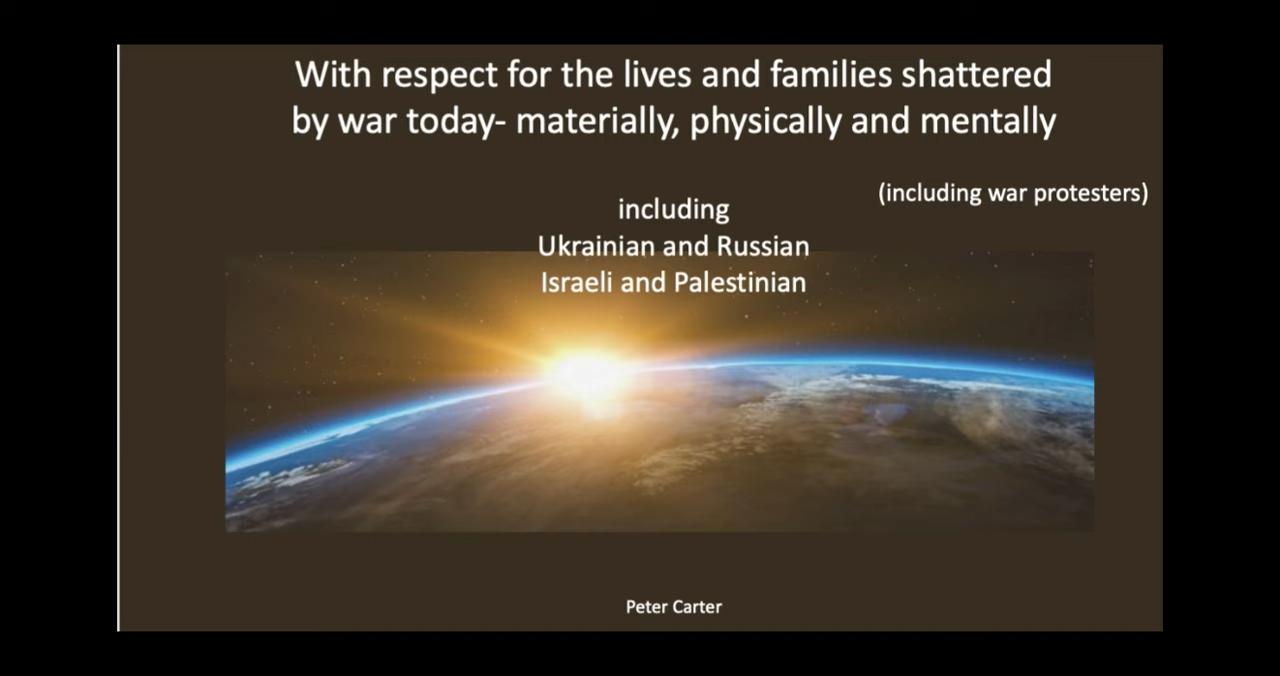 With respect for the lives and families shattered
by war today- materially, physically and mentally
(including war protesters)
including
Ukrainian and Russian
Israeli and Palestinian
Peter Carter